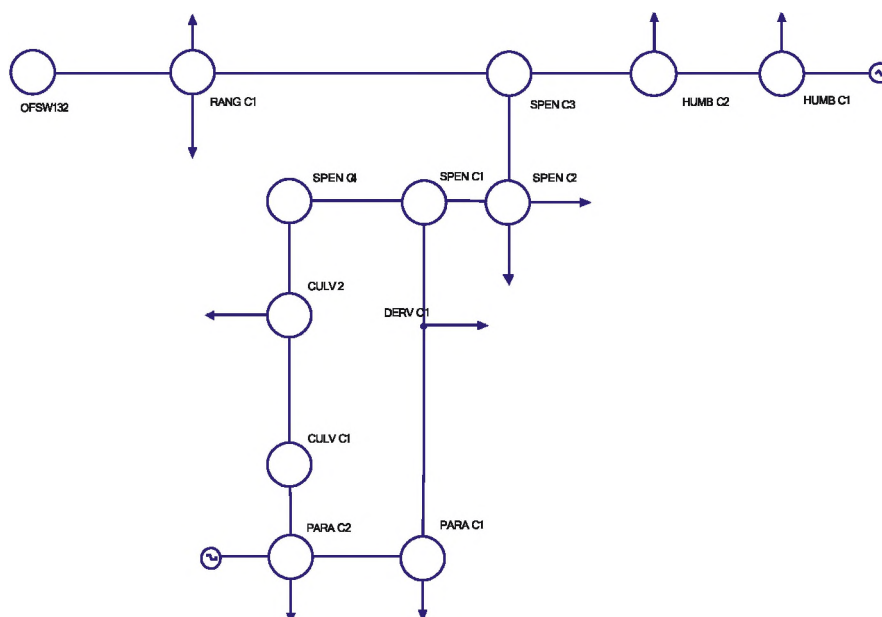 OFSW132
RANG C1
SPEN C3
HUMB C2
HUMB C1
SPEN C4
SPEN C1
SPEN C2
CULV 2
DERV C1
CULV C1
PARA C2
PARA C1